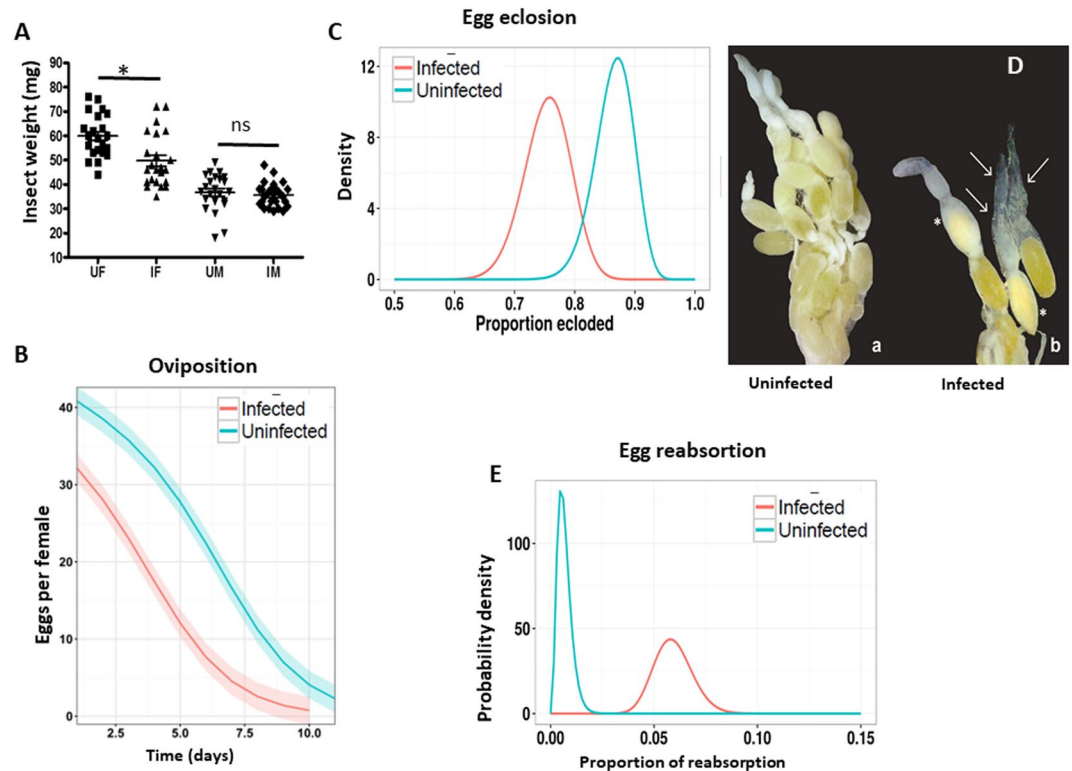 A
Insect weight (mg)
90
80
70
60
50
40
30
20
10
*
ns
UF IF UM IM
B
Oviposition
Eggs per female
40
30
20
10
0
Infected
Uninfected
2.5 5.0 7.5 10.0
Time (days)
C
Egg eclosion
Density
12
8
4
0
Infected
Uninfected
0.5 0.6 0.7 0.8 0.9 1.0
Proportion ecloded
D
*
*
a b
Uninfected Infected
E
Egg reabsortion
Probability density
100
50
0
Infected
Uninfected
0.00 0.05 0.10 0.15
Proportion of reabsorption